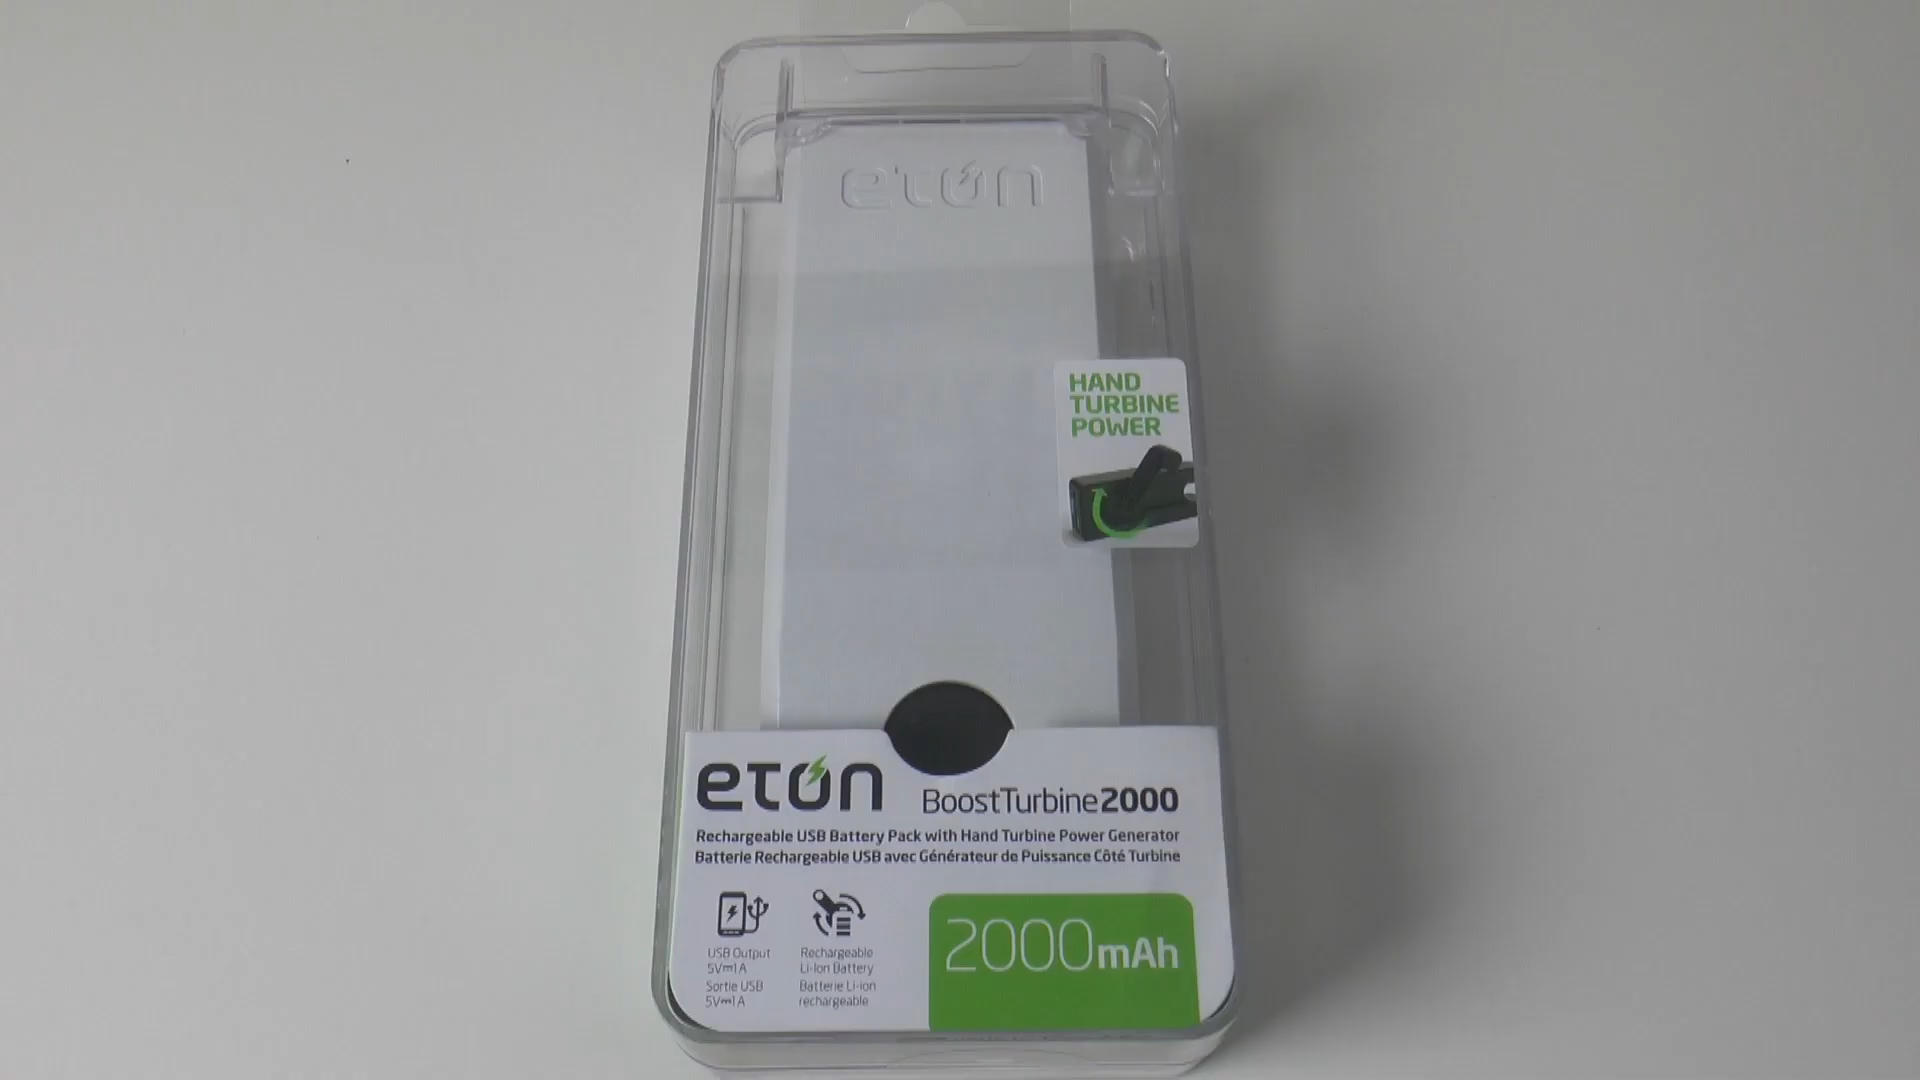 etón
HAND
TURBINE
POWER
etón
BoostTurbine2000
Rechargeable USB Battery Pack with Hand Turbine Power Generator
Batterie Rechargeable USB avec Générateur de Puissance Côté Turbine
USB Output
5V⎓1A
Sortie USB
5V⎓1A
Rechargeable
Li-Ion Battery
Batterie Li-ion
rechargeable
2000mAh